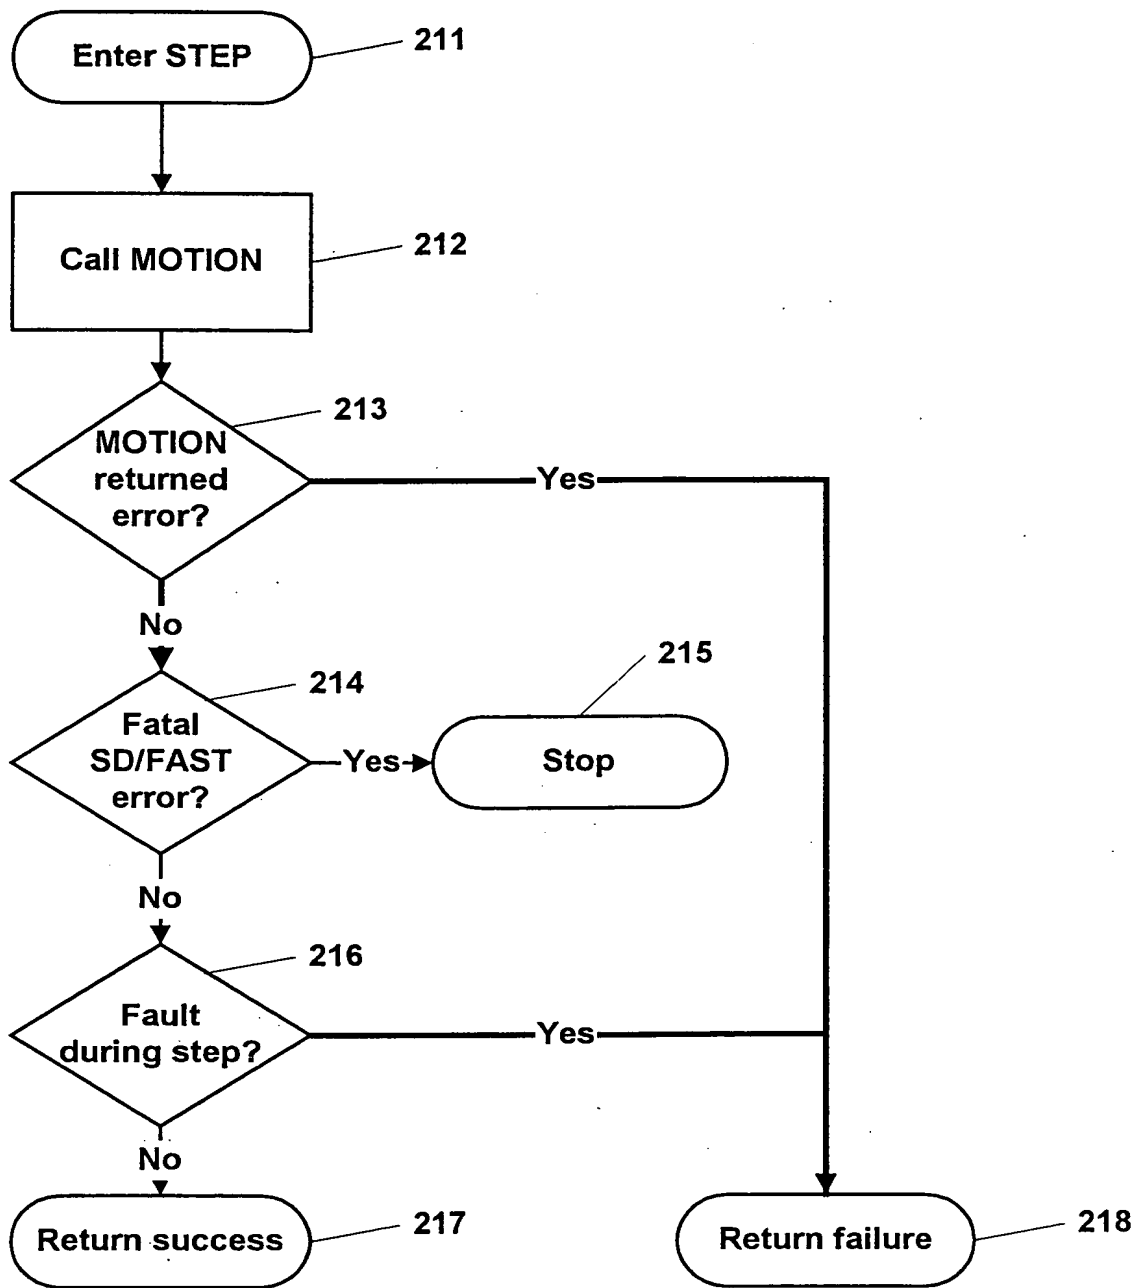 Enter STEP
211
Call MOTION
212
213
MOTION
returned
error?
Yes
No
214
215
Fatal
SD/FAST
error?
Yes
Stop
No
216
Fault
during step?
Yes
No
Return success
217
Return failure
218